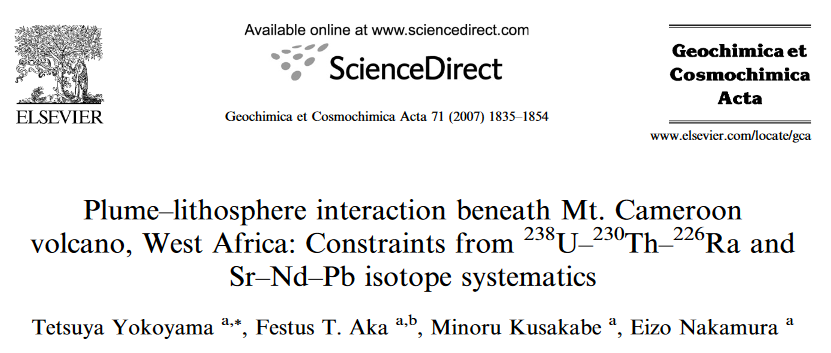 Available online at www.sciencedirect.com
ELSEVIER
ScienceDirect
Geochimica et Cosmochimica Acta 71 (2007) 1835–1854
Geochimica et
Cosmochimica
Acta
www.elsevier.com/locate/gca
Plume–lithosphere interaction beneath Mt. Cameroon
volcano, West Africa: Constraints from ²³⁸U–²³⁰Th–²²⁶Ra and
Sr–Nd–Pb isotope systematics
Tetsuya Yokoyama ᵃ,*, Festus T. Aka ᵃ,ᵇ, Minoru Kusakabe ᵃ, Eizo Nakamura ᵃ